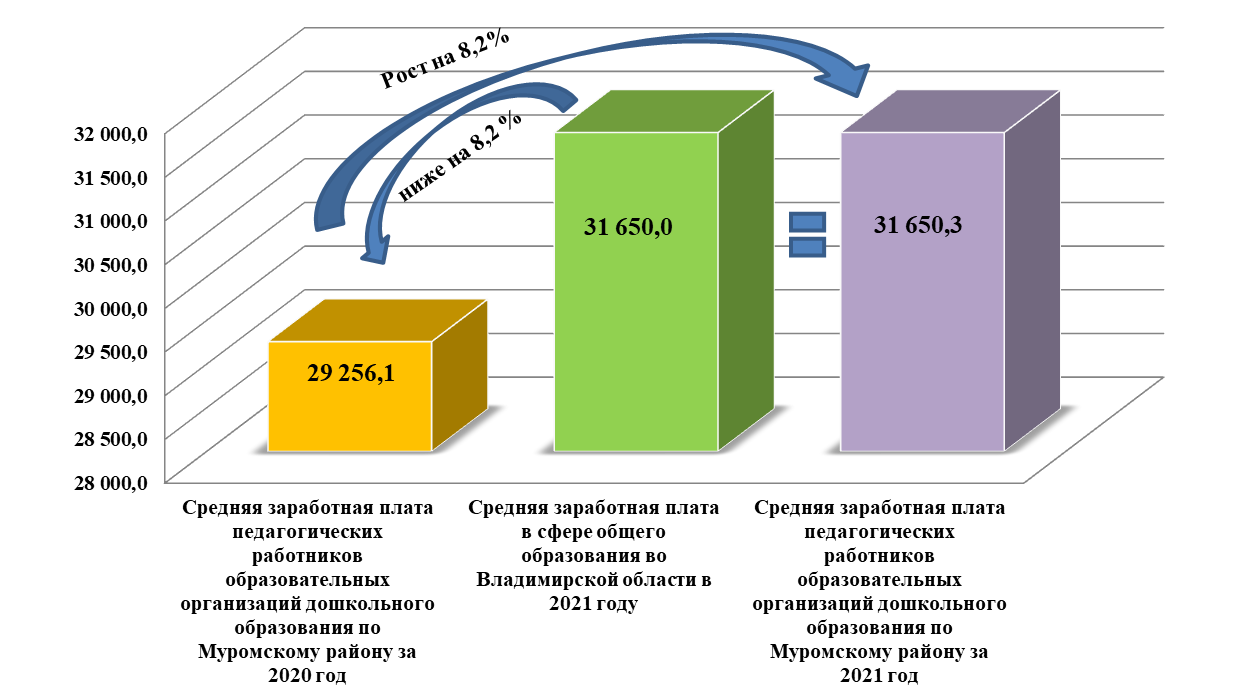 Рост на 8,2%
ниже на 8,2 %
32 000,0
31 500,0
31 000,0
30 500,0
30 000,0
29 500,0
29 000,0
28 500,0
28 000,0
29 256,1
31 650,0
31 650,3
Средняя заработная плата
педагогических
работников
образовательных
организаций дошкольного
образования по
Муромскому району за
2020 год
Средняя заработная плата
в сфере общего
образования во
Владимирской области в
2021 году
Средняя заработная плата
педагогических
работников
образовательных
организаций дошкольного
образования по
Муромскому району за
2021 год